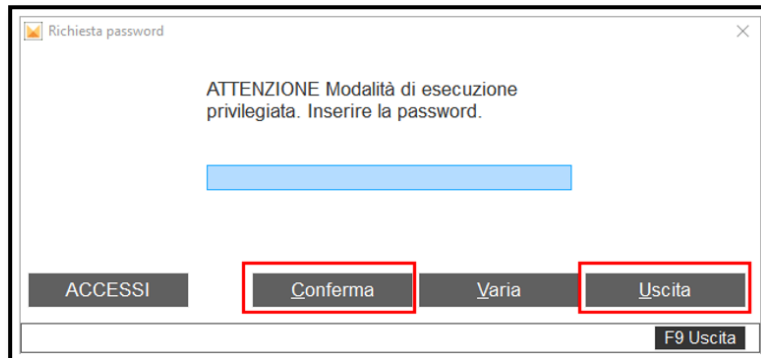 Richiesta password
ATTENZIONE Modalità di esecuzione
privilegiata. Inserire la password.
ACCESSI Conferma Varia Uscita
F9 Uscita